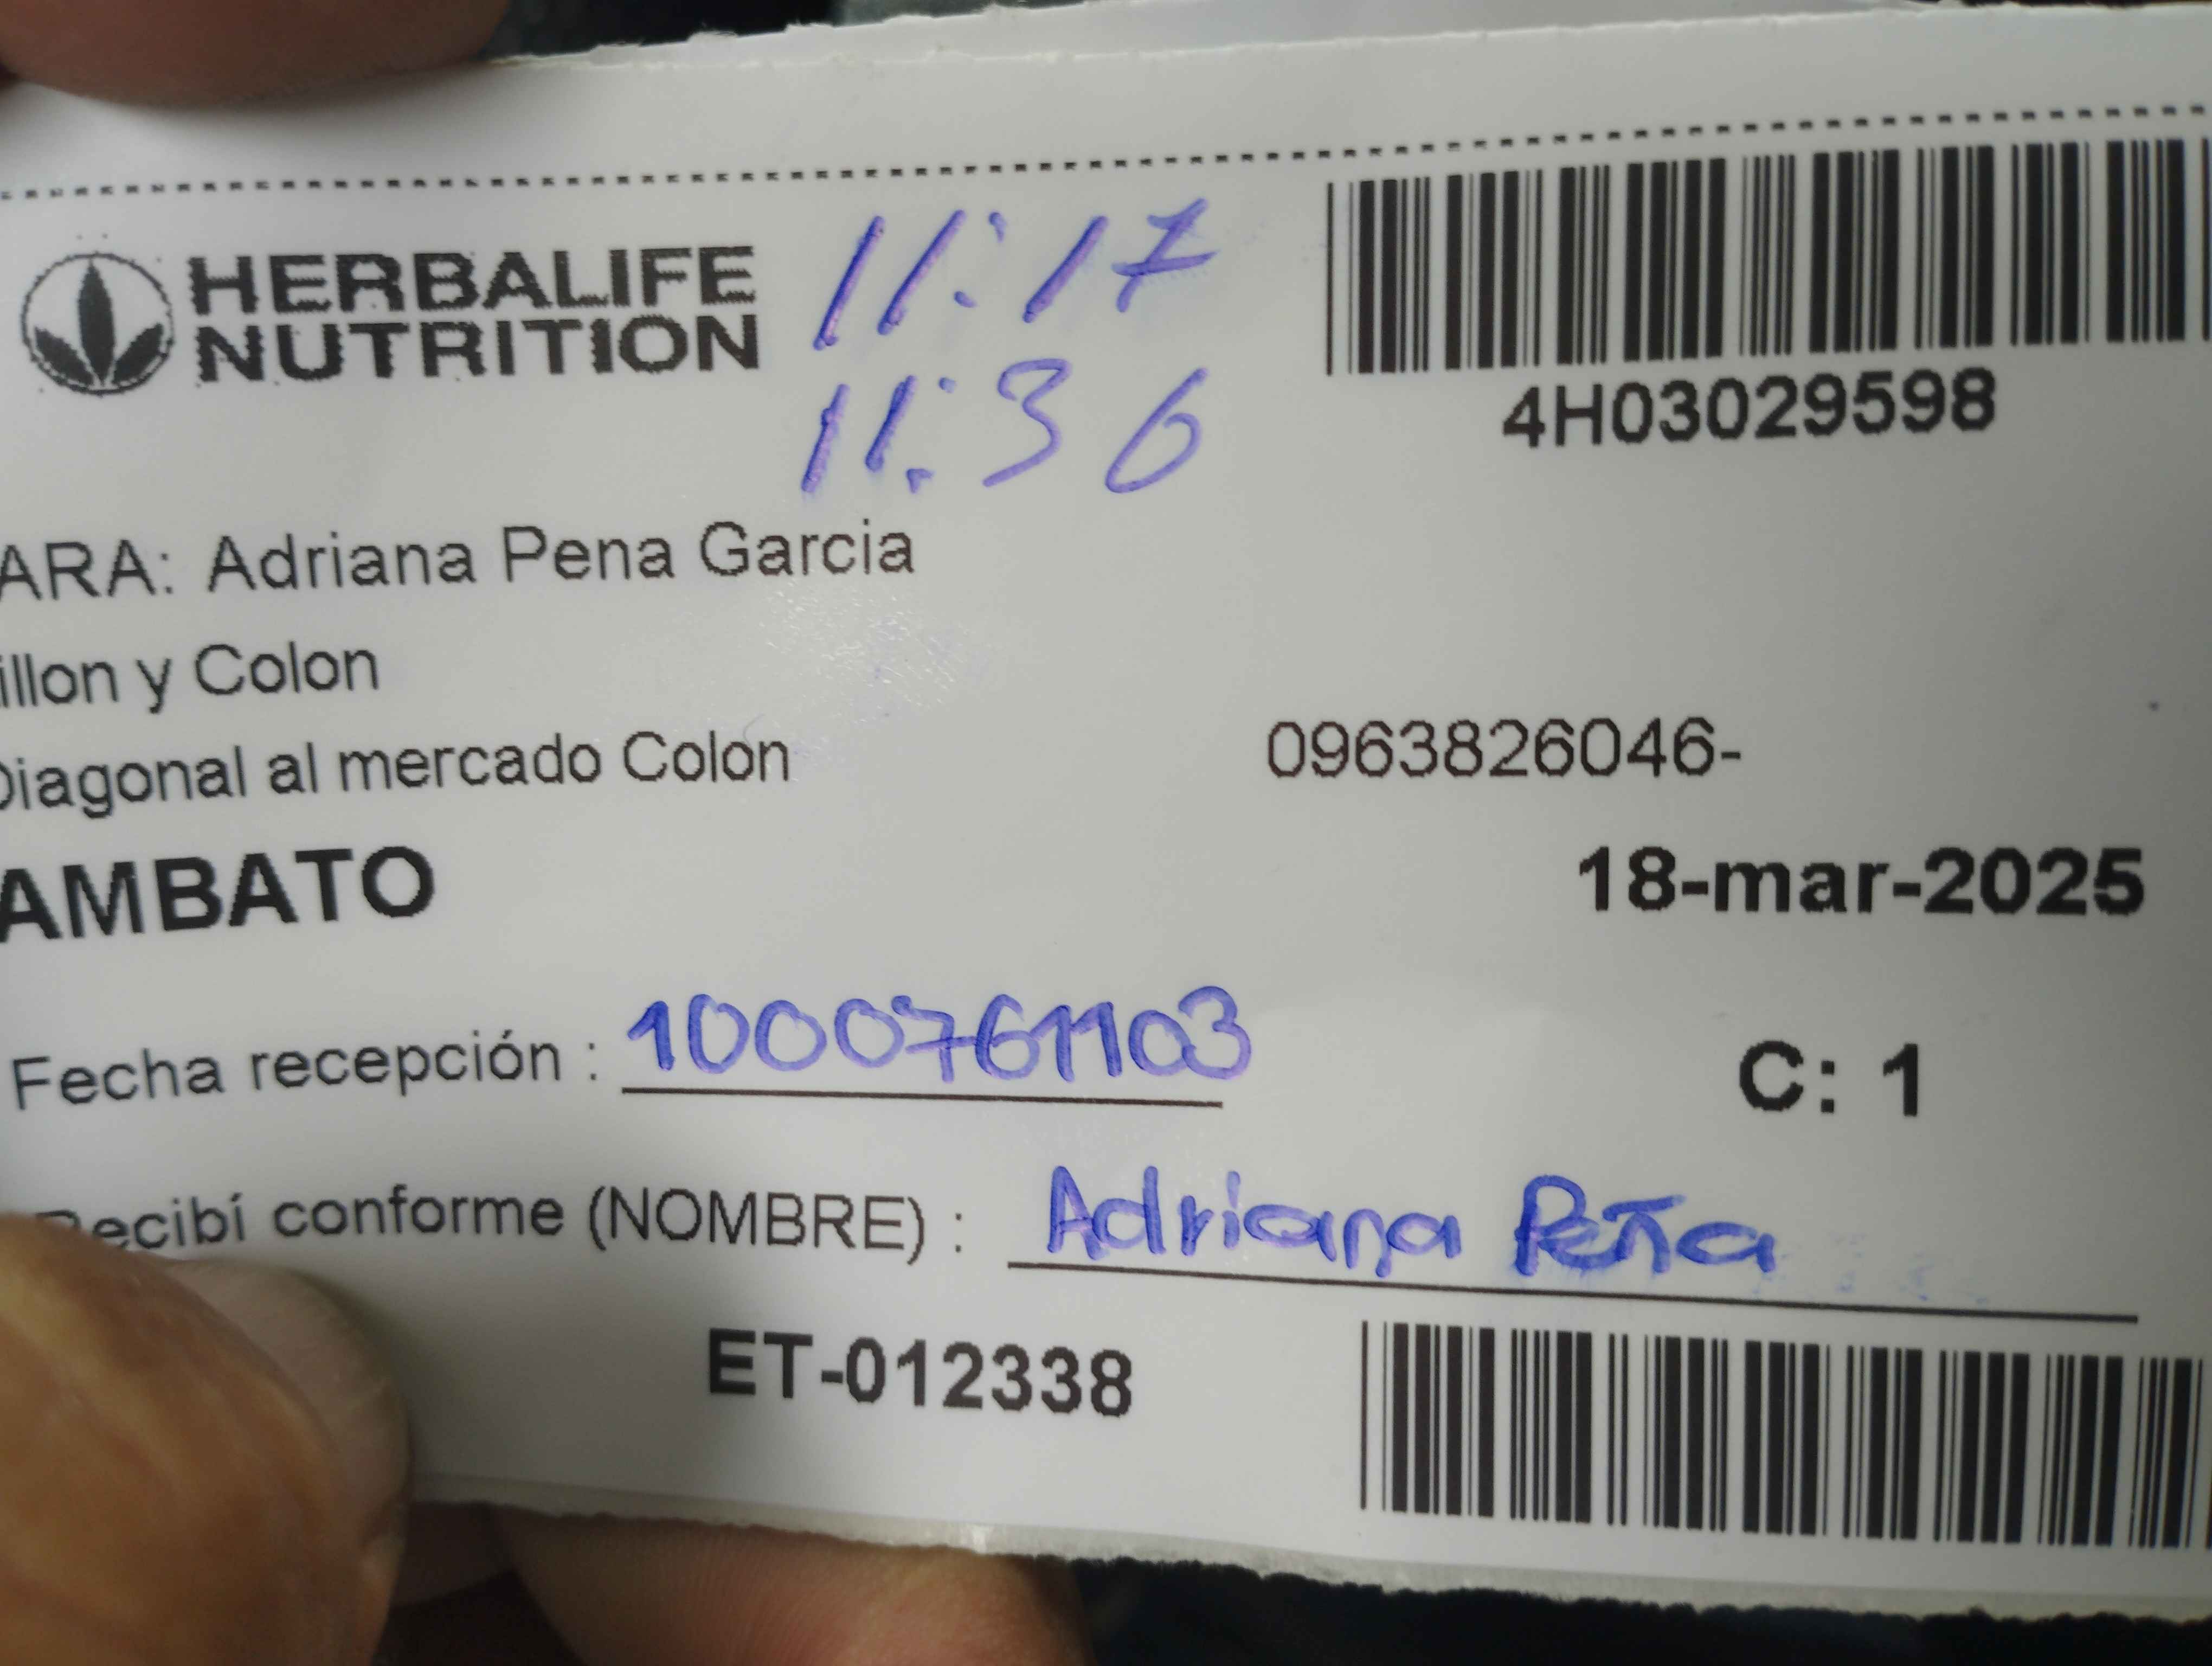 HERBALIFE
NUTRITION
11:17
11:36
4H03029598
ARA: Adriana Pena Garcia
illon y Colon
Diagonal al mercado Colon
0963826046-
AMBATO
18-mar-2025
Fecha recepción : 1000761103
C: 1
Recibí conforme (NOMBRE) : Adriana Peña
ET-012338